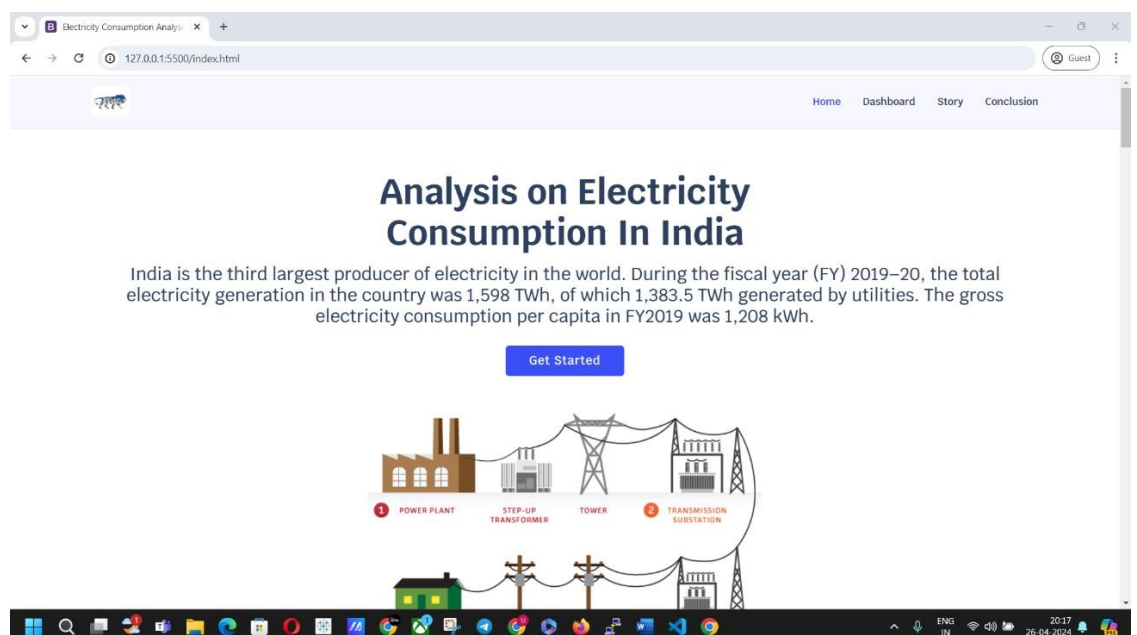 Electricity Consumption Analys
127.0.0.1:5500/index.html
Guest
Home Dashboard Story Conclusion
Analysis on Electricity
Consumption In India
India is the third largest producer of electricity in the world. During the fiscal year (FY) 2019–20, the total
electricity generation in the country was 1,598 TWh, of which 1,383.5 TWh generated by utilities. The gross
electricity consumption per capita in FY2019 was 1,208 kWh.
Get Started
1 POWER PLANT
STEP-UP
TRANSFORMER
TOWER
2 TRANSMISSION
SUBSTATION
ENG
IN
20:17
26-04-2024